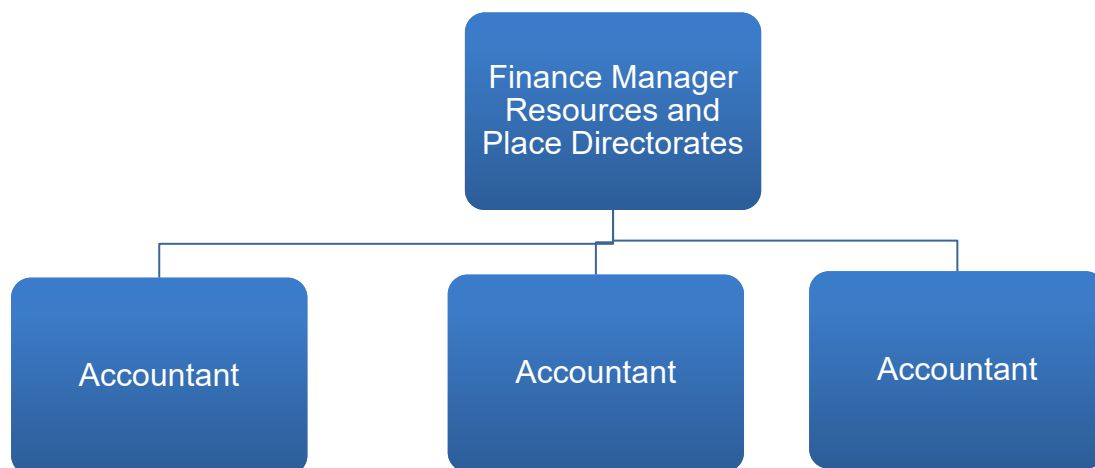 Finance Manager
Resources and
Place Directorates
Accountant
Accountant
Accountant